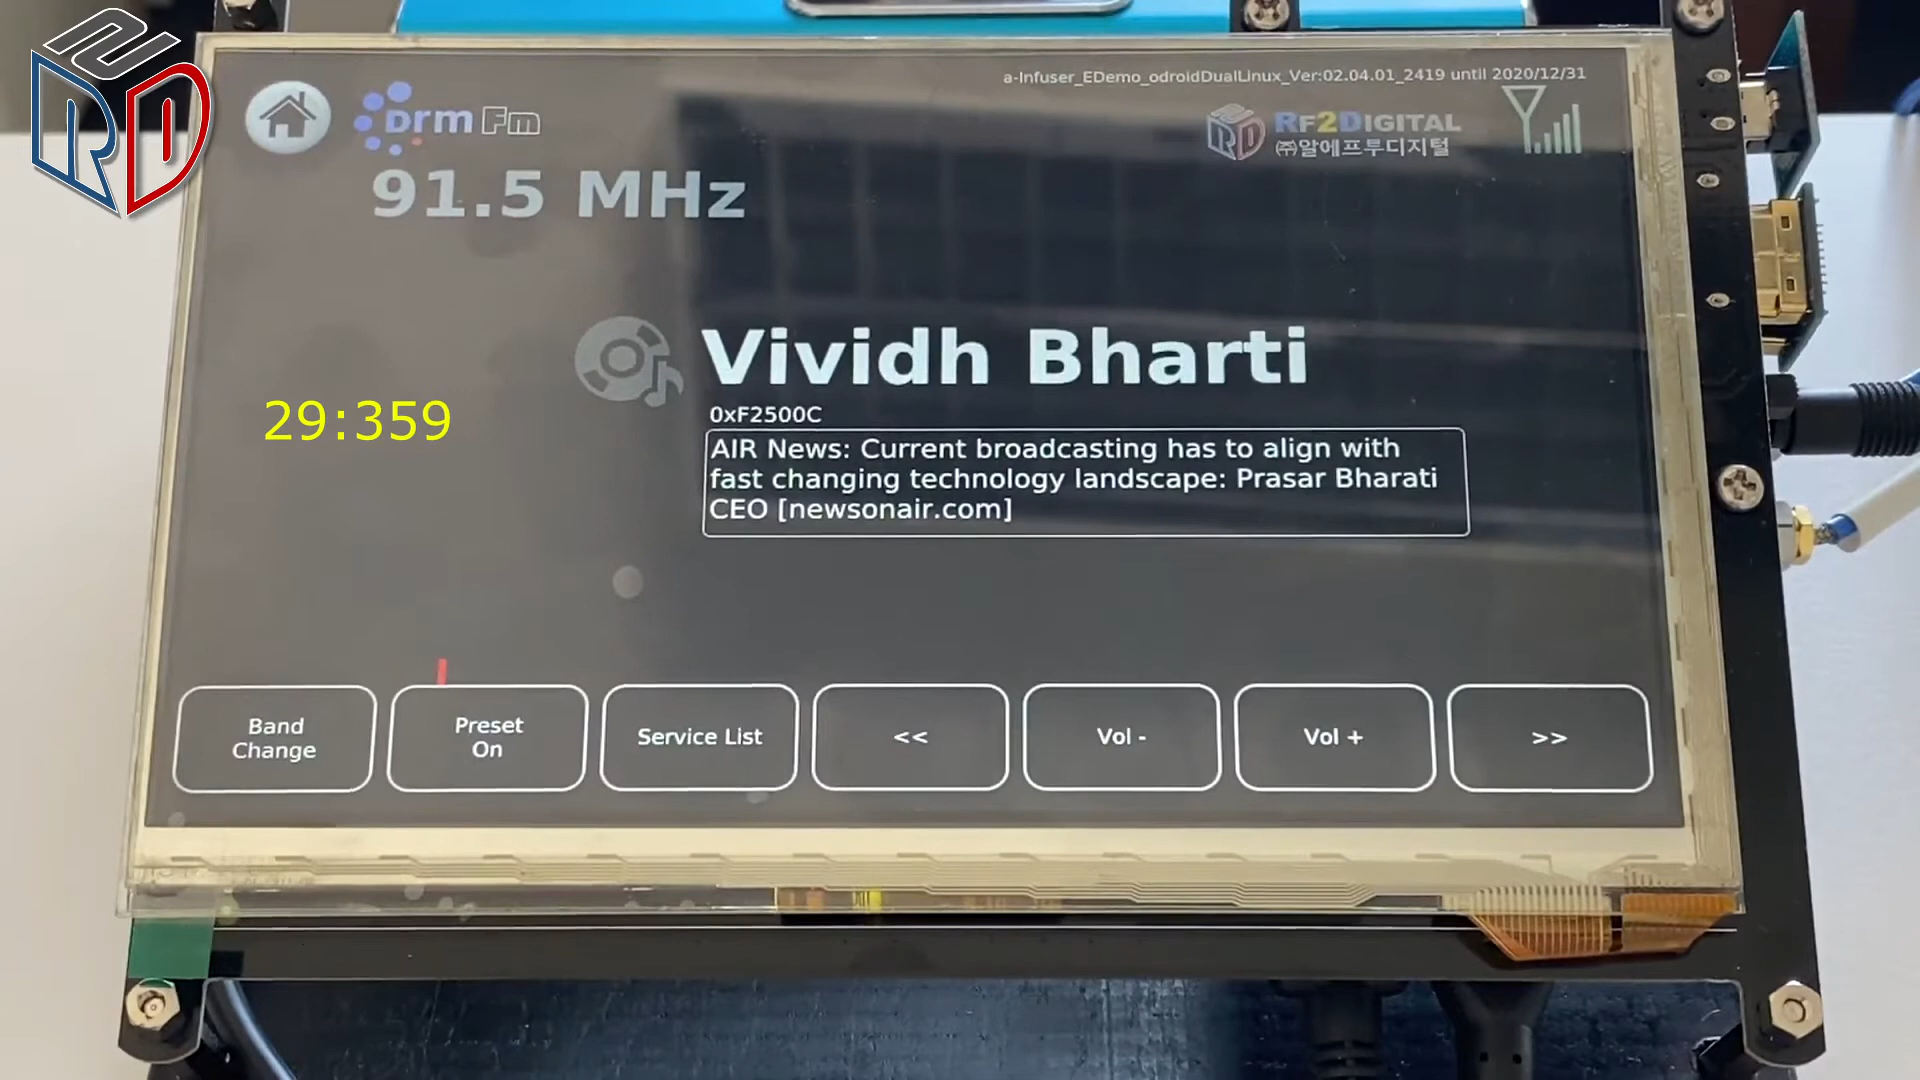 R2D
a-Infuser_EDemo_odroidDualLinux_Ver:02.04.01_2419 until 2020/12/31
DRM Fm
RF2DIGITAL
㈜알에프투디지털
91.5 MHz
Vividh Bharti
29:359
0xF2500C
AIR News: Current broadcasting has to align with
fast changing technology landscape: Prasar Bharati
CEO [newsonair.com]
Band
Change
Preset
On
Service List
<<
Vol -
Vol +
>>